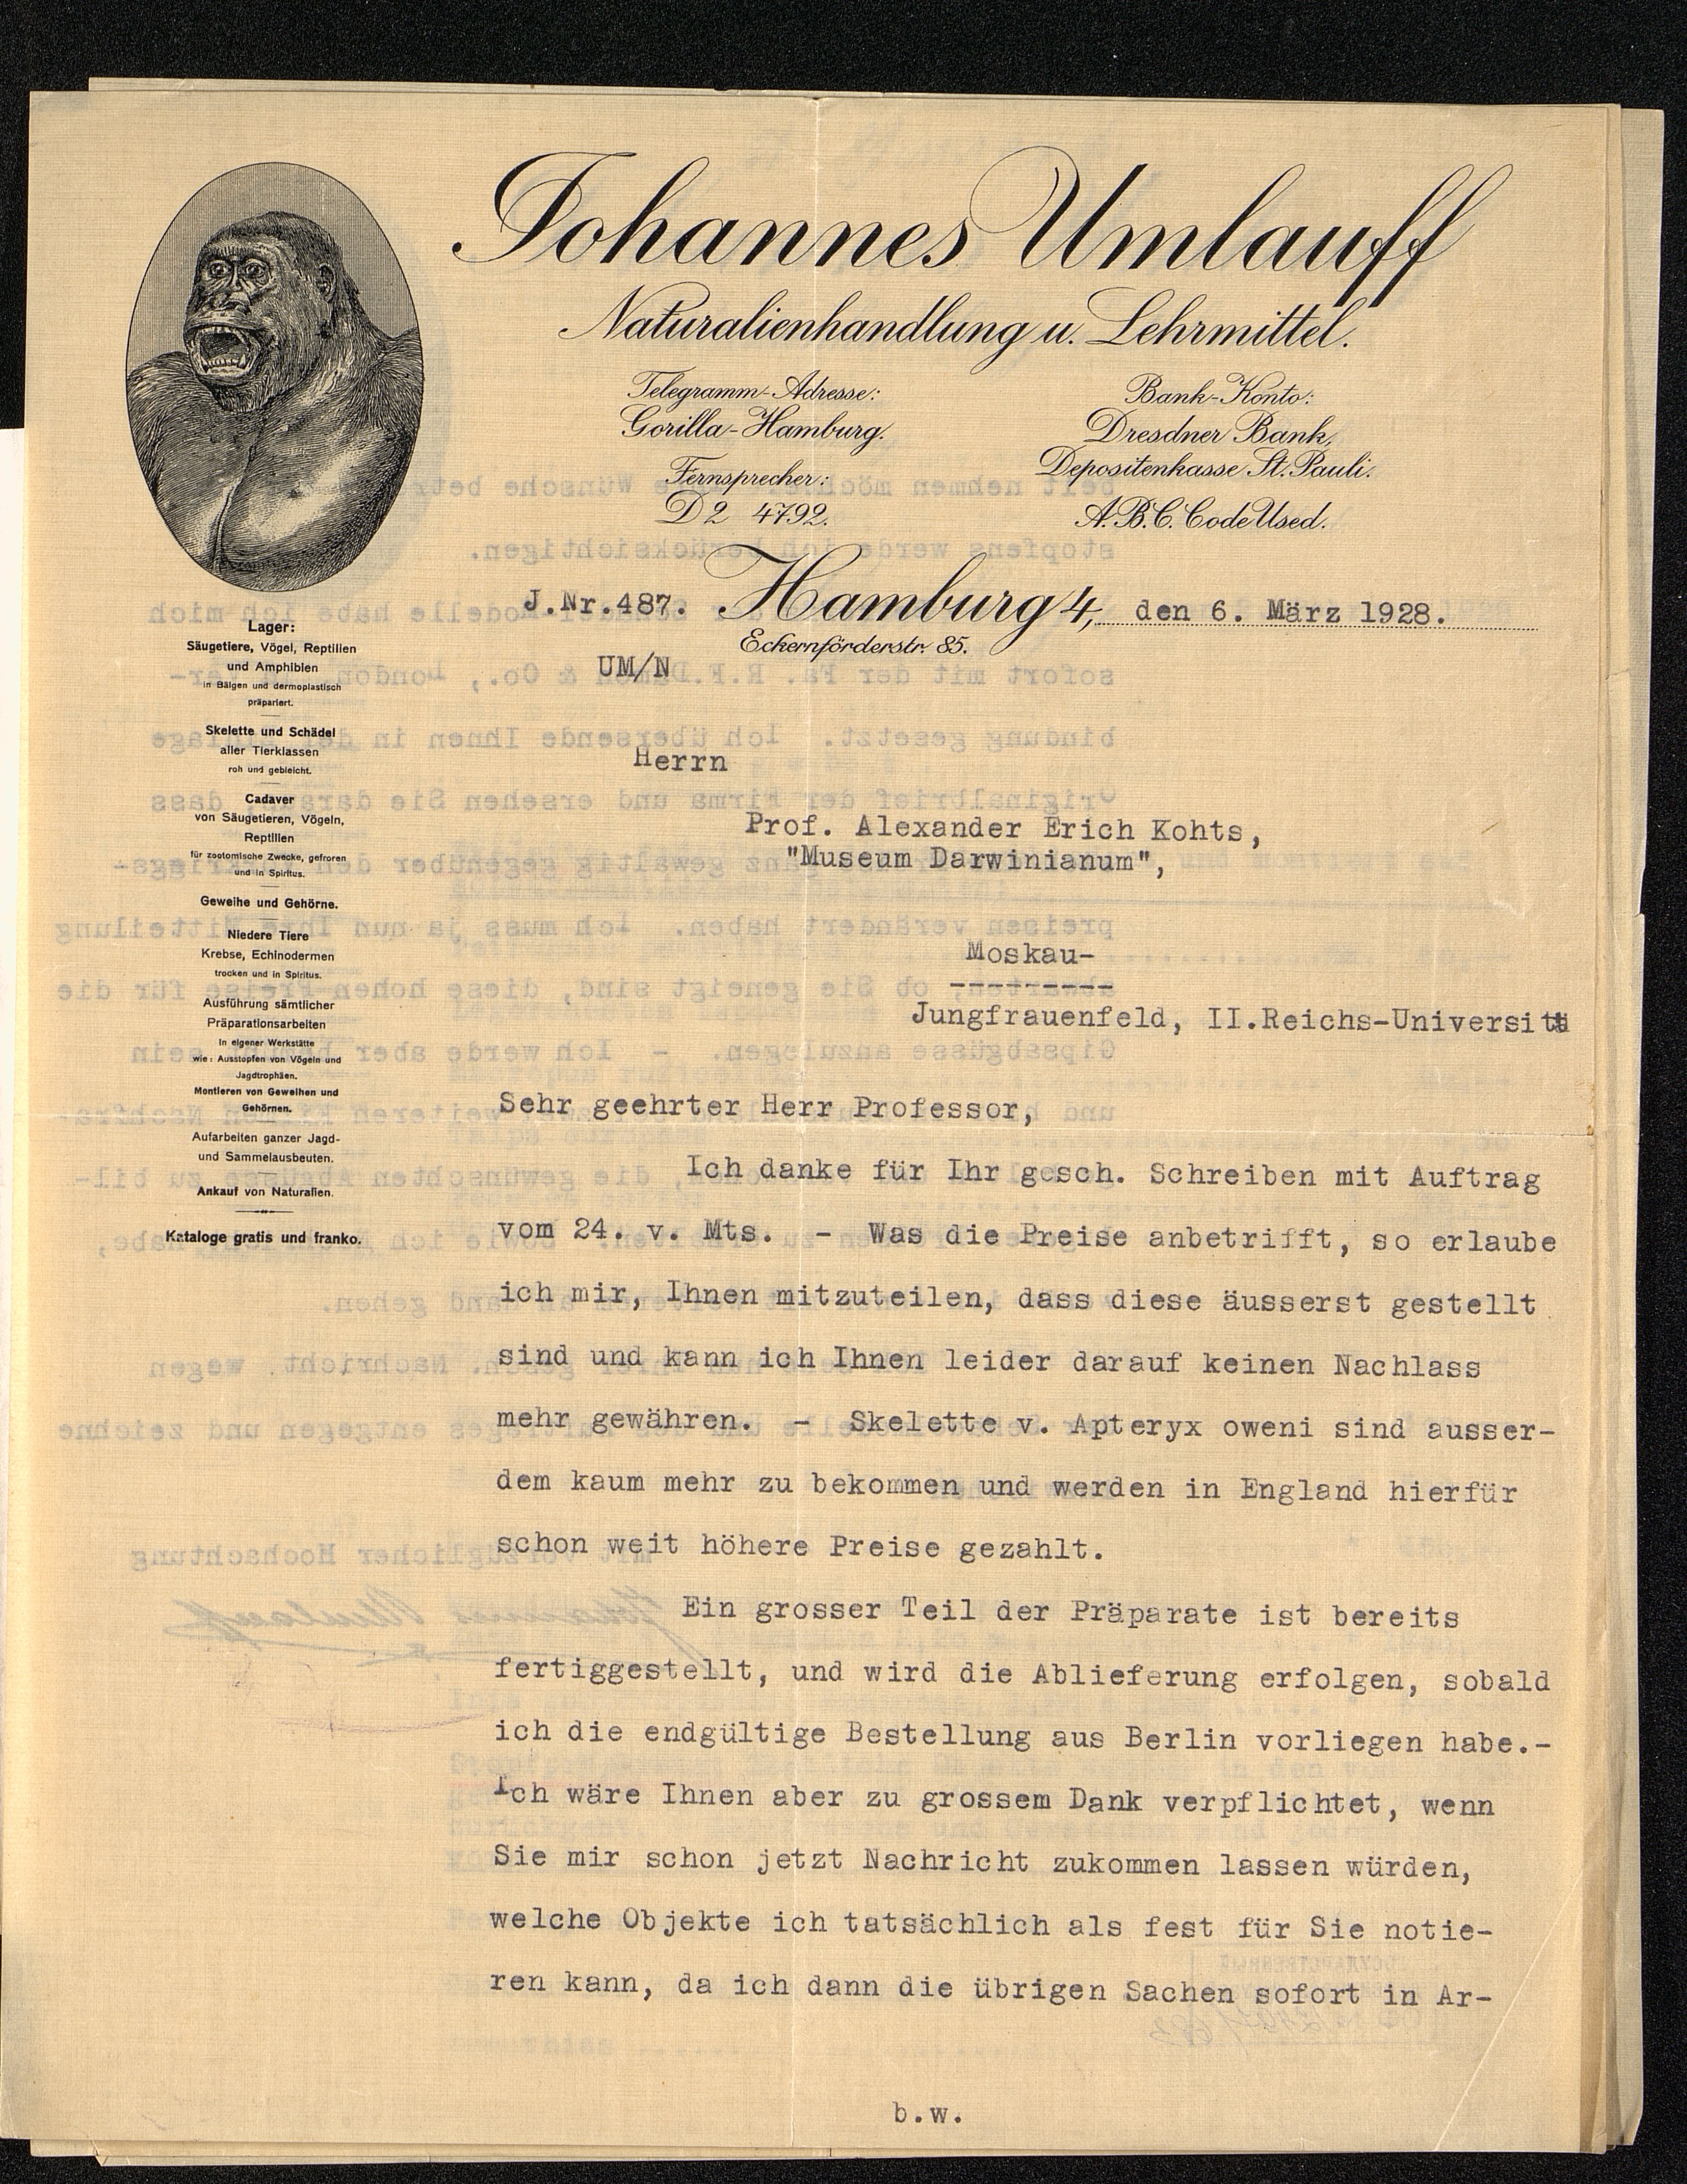 Johannes Umlauff
Naturalienhandlung u. Lehrmittel.
Telegramm-Adresse:
Gorilla-Hamburg.
Fernsprecher:
D 2 4792.
Bank-Konto:
Dresdner Bank,
Depositenkasse St. Pauli.
A.B.C. Code Used.
J.Nr.487. Hamburg 4, den 6. März 1928.
Eckernförderstr. 85.
UM/N
Lager:
Säugetiere, Vögel, Reptilien
und Amphibien
in Bälgen und dermoplastisch
präpariert.
Skelette und Schädel
aller Tierklassen
roh und gebleicht.
Cadaver
von Säugetieren, Vögeln,
Reptilien
für zootomische Zwecke, gefroren
und in Spiritus.
Geweihe und Gehörne.
Niedere Tiere
Krebse, Echinodermen
trocken und in Spiritus.
Ausführung sämtlicher
Präparationsarbeiten
in eigener Werkstätte
wie: Ausstopfen von Vögeln und
Jagdtrophäen.
Montieren von Geweihen und
Gehörnen.
Aufarbeiten ganzer Jagd-
und Sammelausbeuten.
Ankauf von Naturalien.
Kataloge gratis und franko.
Herrn
Prof. Alexander Erich Kohts,
"Museum Darwinianum",
Moskau-
---------
Jungfrauenfeld, II.Reichs-Universitä
Sehr geehrter Herr Professor,
Ich danke für Ihr gesch. Schreiben mit Auftrag
vom 24. v. Mts. - Was die Preise anbetrifft, so erlaube
ich mir, Ihnen mitzuteilen, dass diese äusserst gestellt
sind und kann ich Ihnen leider darauf keinen Nachlass
mehr gewähren. - Skelette v. Apteryx oweni sind ausser-
dem kaum mehr zu bekommen und werden in England hierfür
schon weit höhere Preise gezahlt.
Ein grosser Teil der Präparate ist bereits
fertiggestellt, und wird die Ablieferung erfolgen, sobald
ich die endgültige Bestellung aus Berlin vorliegen habe.-
Ich wäre Ihnen aber zu grossem Dank verpflichtet, wenn
Sie mir schon jetzt Nachricht zukommen lassen würden,
welche Objekte ich tatsächlich als fest für Sie notie-
ren kann, da ich dann die übrigen Sachen sofort in Ar-
b.w.